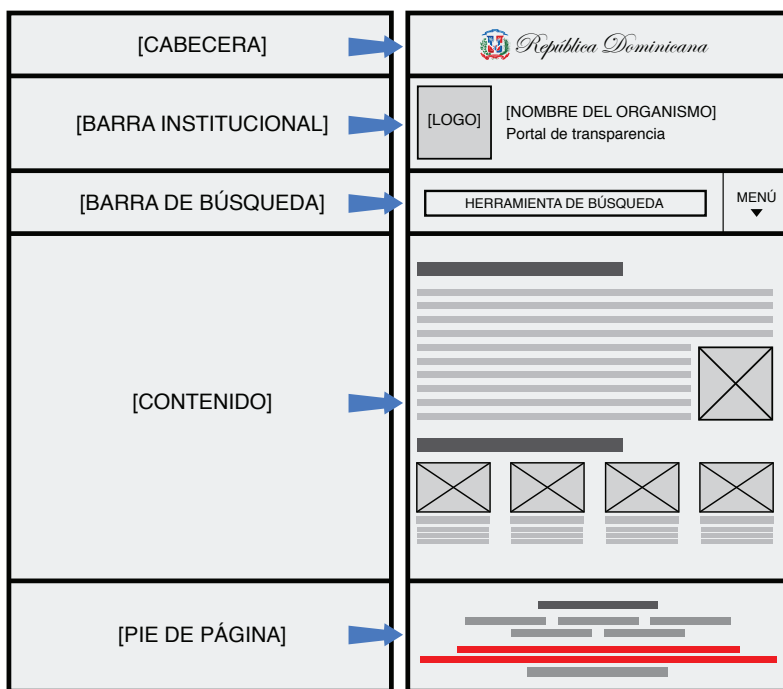 [CABECERA]
República Dominicana
[BARRA INSTITUCIONAL]
[LOGO]
[NOMBRE DEL ORGANISMO]
Portal de transparencia
[BARRA DE BÚSQUEDA]
HERRAMIENTA DE BÚSQUEDA
MENÚ
[CONTENIDO]
[PIE DE PÁGINA]